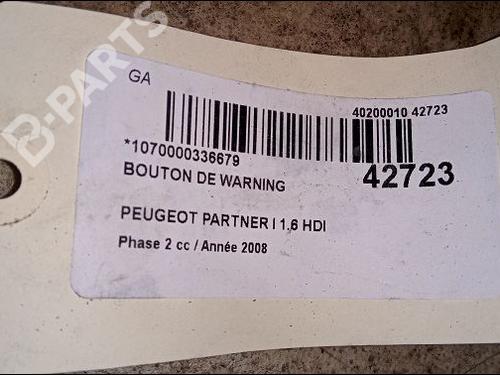 B-PARTS
GA
40200010 42723
*1070000336679
42723
BOUTON DE WARNING
PEUGEOT PARTNER I 1.6 HDI
Phase 2 cc / Année 2008